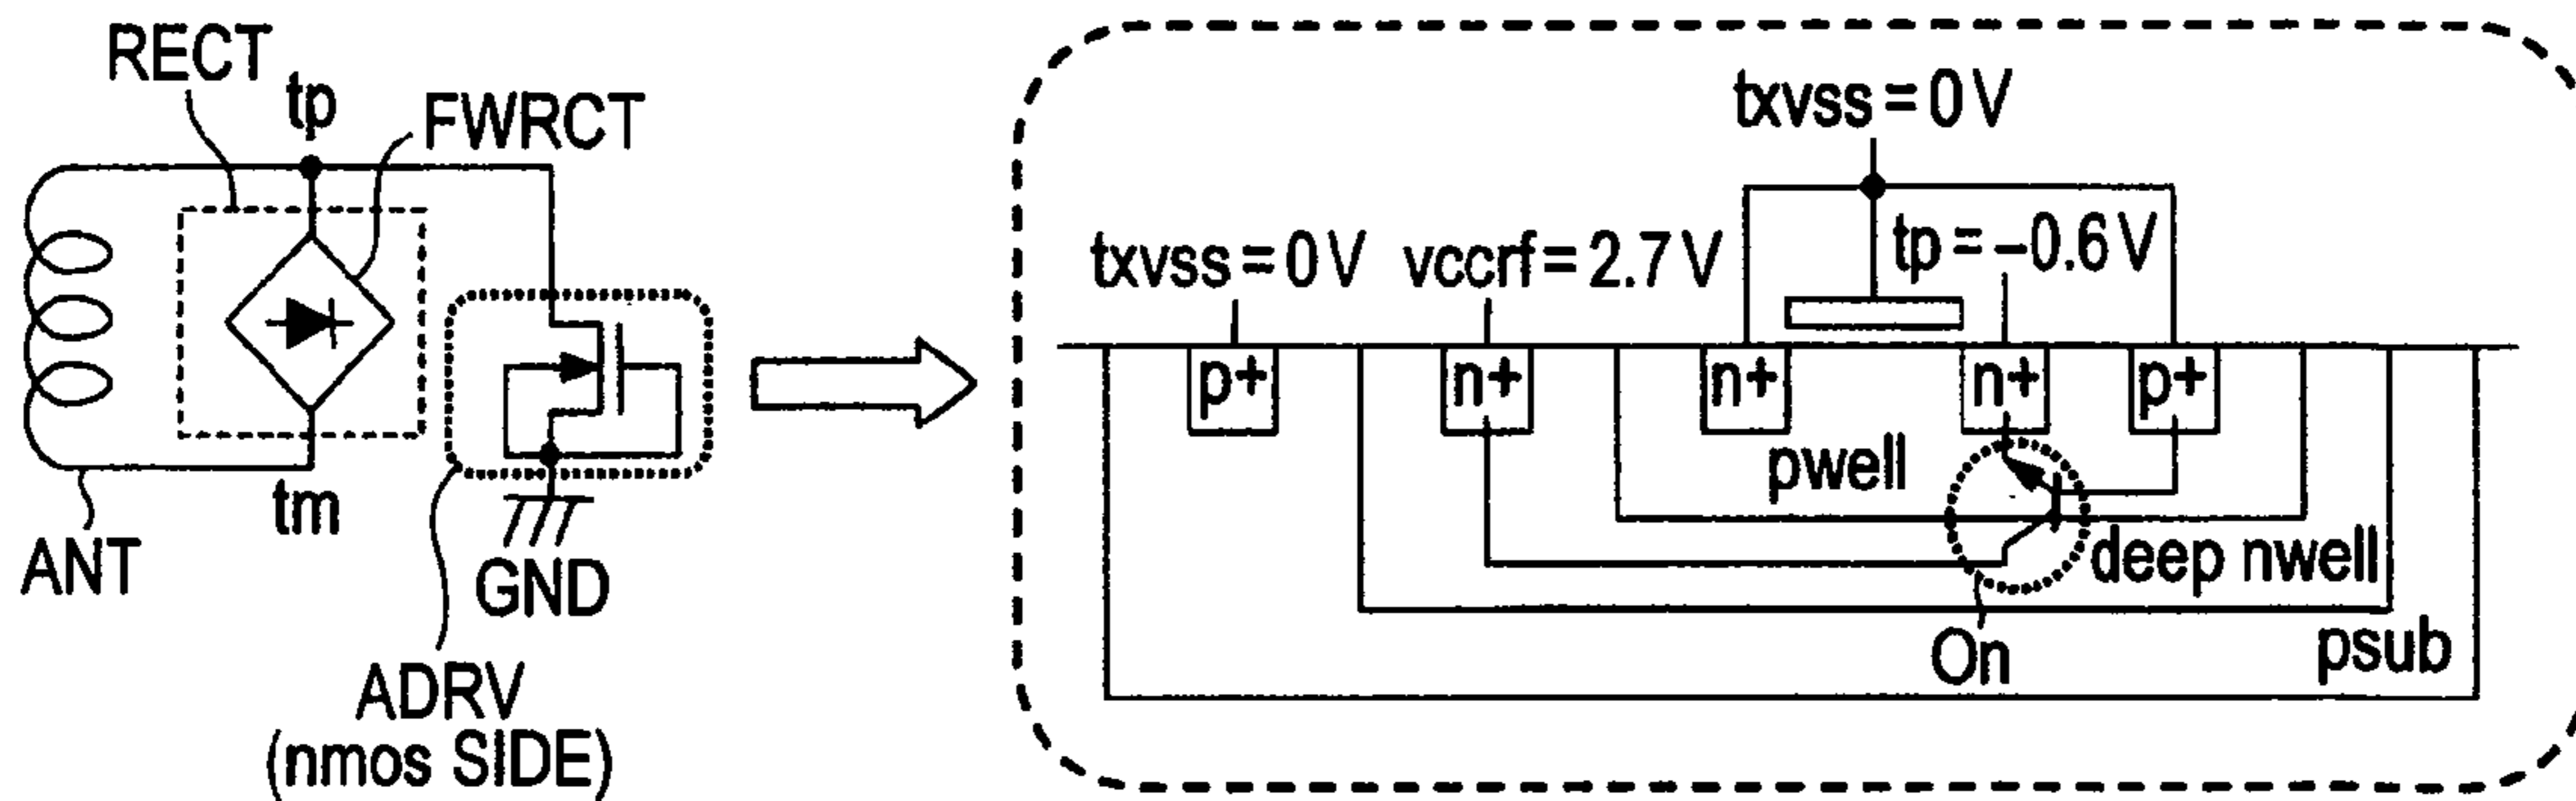 RECT
tp
FWRCT
tm
ANT
GND
ADRV
(nmos SIDE)
txvss = 0 V
txvss = 0 V
vccrf = 2.7 V
tp = –0.6 V
p+
n+
n+
n+
p+
pwell
deep nwell
On
psub